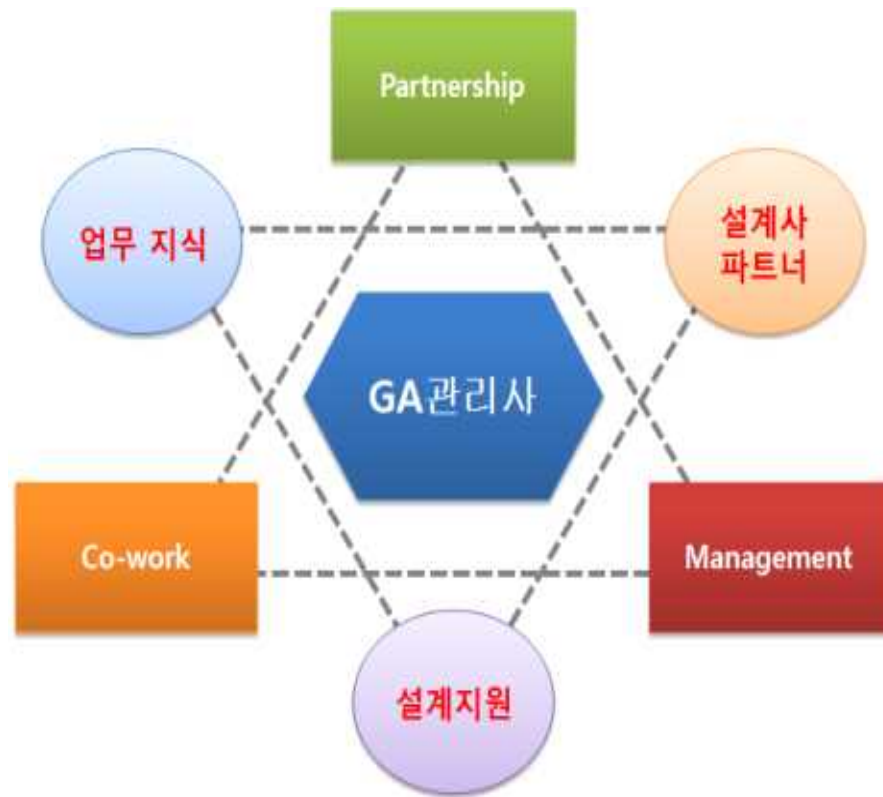 Partnership
업무 지식
설계사
파트너
GA관리사
Co-work
Management
설계지원